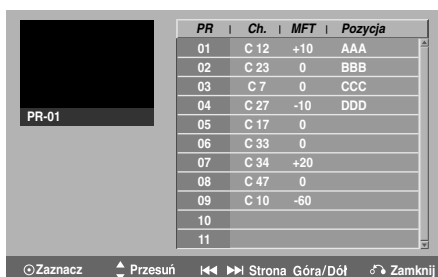 PR | Ch. | MFT | Pozycja
01 C 12 +10 AAA
02 C 23 0 BBB
03 C 7 0 CCC
04 C 27 -10 DDD
PR-01
05 C 17 0
06 C 33 0
07 C 34 +20
08 C 47 0
09 C 10 -60
10
11
Zaznacz Przesuń Strona Góra/Dół Zamknij